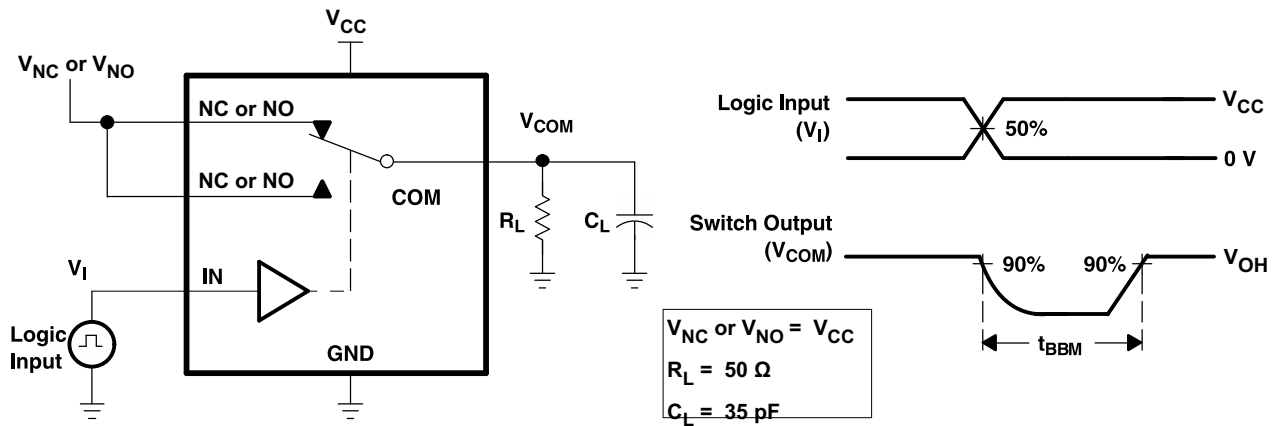 VCC
VNC or VNO
NC or NO
VCOM
NC or NO
COM
RL
CL
VI
IN
Logic
Input
GND
Logic Input
(VI)
VCC
50%
0 V
Switch Output
(VCOM)
90%
90%
VOH
tBBM
VNC or VNO = VCC
RL = 50 Ω
CL = 35 pF